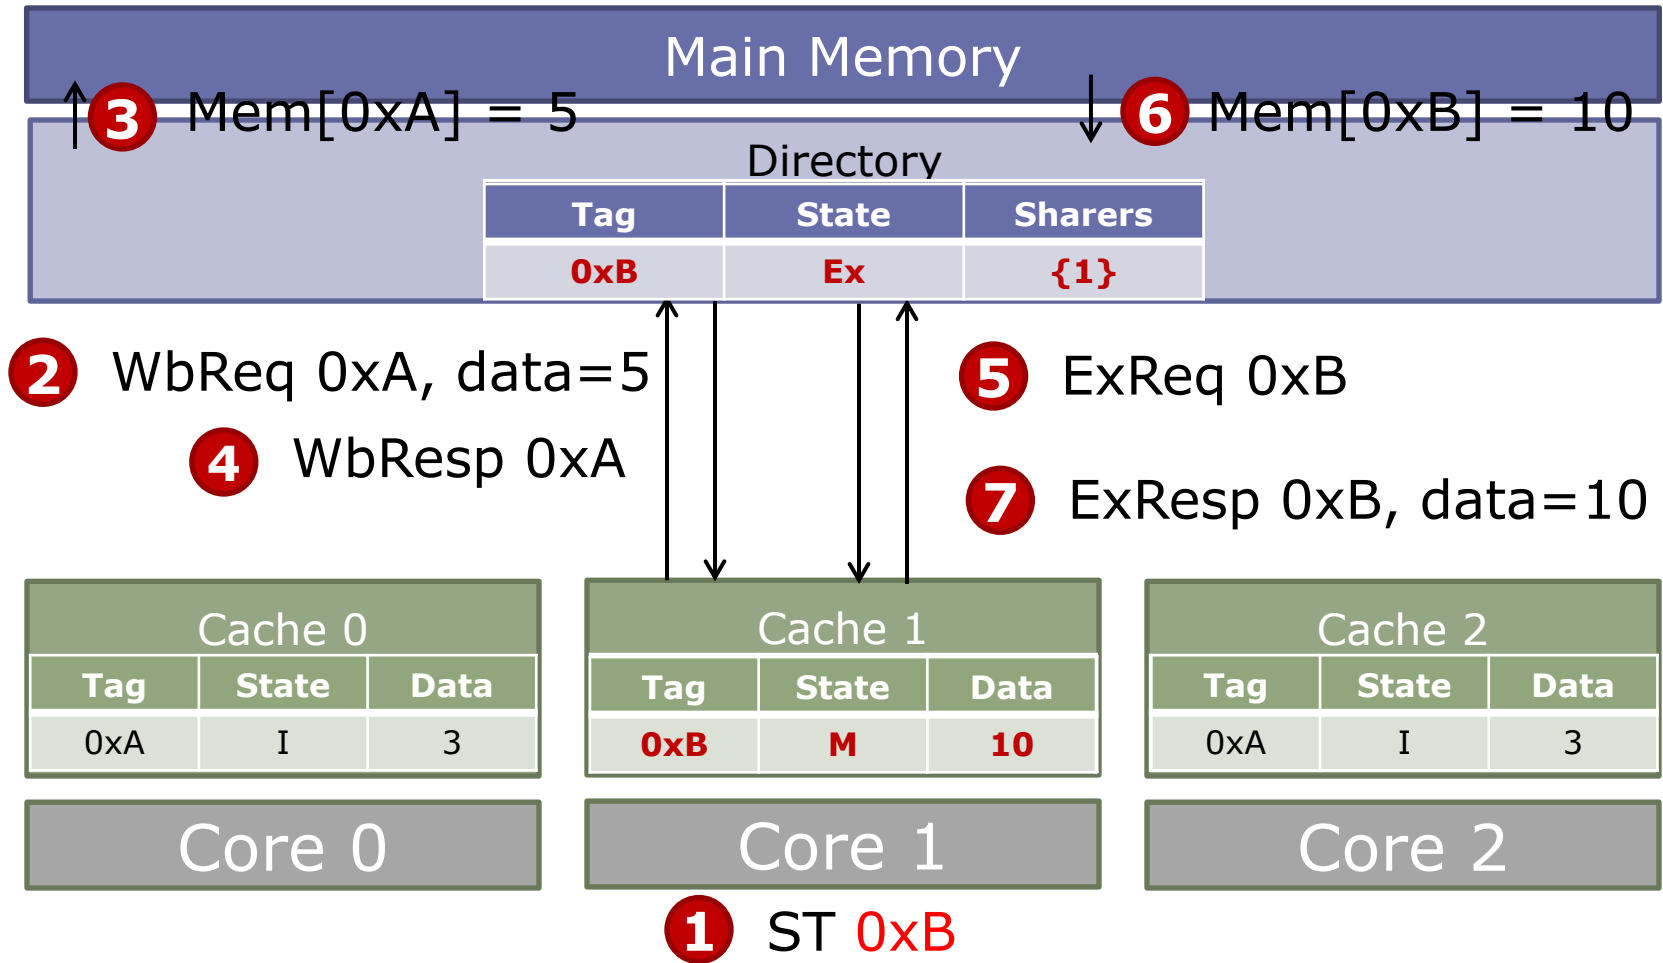 Main Memory
3 Mem[0xA] = 5
6 Mem[0xB] = 10
Directory
Tag State Sharers
0xB Ex {1}
2 WbReq 0xA, data=5
5 ExReq 0xB
4 WbResp 0xA
7 ExResp 0xB, data=10
Cache 0
Tag State Data
0xA I 3
Core 0
Cache 1
Tag State Data
0xB M 10
Core 1
Cache 2
Tag State Data
0xA I 3
Core 2
1 ST 0xB